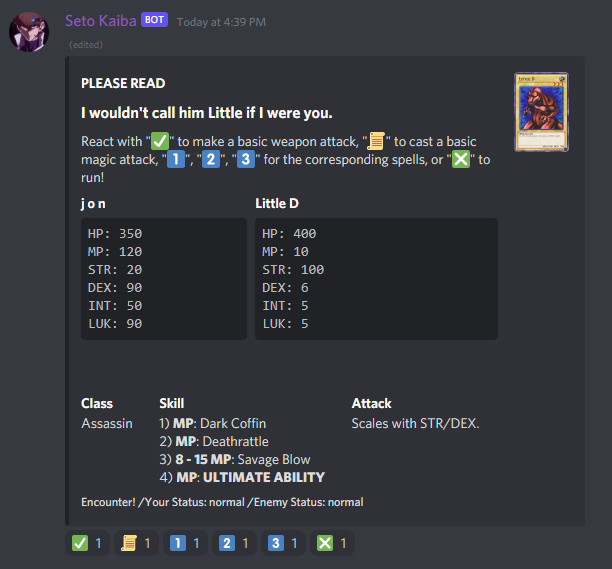 Seto Kaiba BOT Today at 4:39 PM
(edited)
PLEASE READ
I wouldn't call him Little if I were you.
React with "✅" to make a basic weapon attack, "📜" to cast a basic
magic attack, "1️⃣", "2️⃣", "3️⃣" for the corresponding spells, or "❎" to
run!
j o n
HP: 350
MP: 120
STR: 20
DEX: 90
INT: 50
LUK: 90
Little D
HP: 400
MP: 10
STR: 100
DEX: 6
INT: 5
LUK: 5
Class
Assassin
Skill
1) MP: Dark Coffin
2) MP: Deathrattle
3) 8 - 15 MP: Savage Blow
4) MP: ULTIMATE ABILITY
Attack
Scales with STR/DEX.
Encounter! /Your Status: normal /Enemy Status: normal
✅ 1 📜 1 1️⃣ 1 2️⃣ 1 3️⃣ 1 ❎ 1